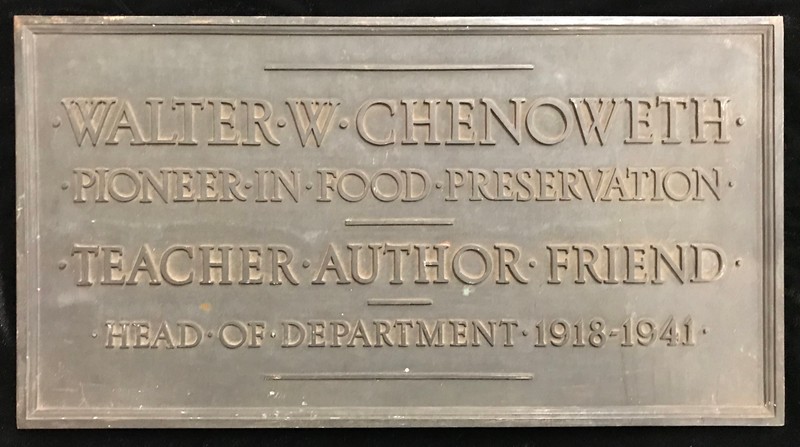 ·WALTER·W·CHENOWETH·
·PIONEER·IN·FOOD·PRESERVATION·
·TEACHER·AUTHOR·FRIEND·
·HEAD·OF·DEPARTMENT·1918-1941·